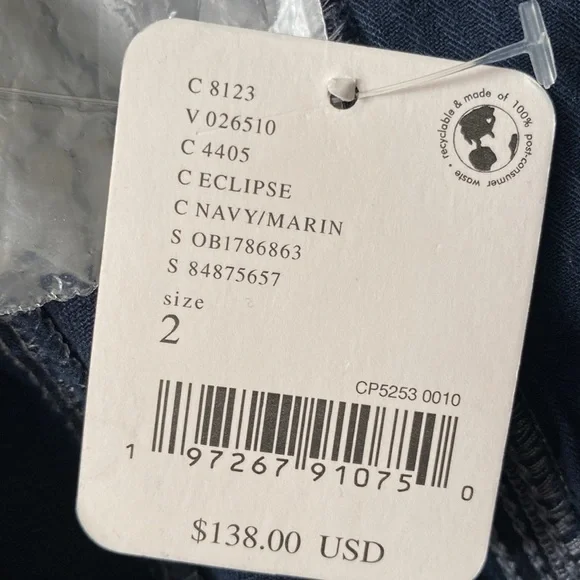 C 8123
V 026510
C 4405
C ECLIPSE
C NAVY/MARIN
S OB1786863
S 84875657
size
2
recyclable & made of 100% post-consumer waste •
CP5253 0010
1 97267 91075 0
$138.00 USD